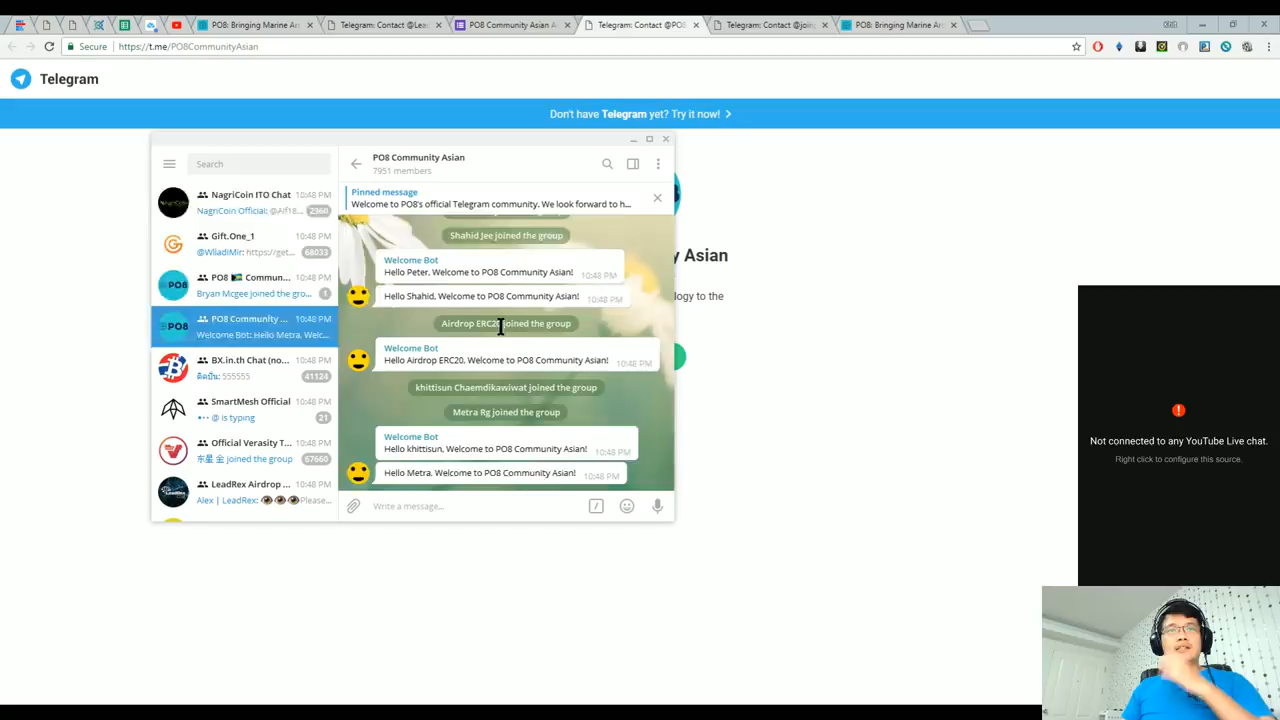 PO8: Bringing Marine Ar
Telegram: Contact @Lea
PO8 Community Asian A
Telegram: Contact @PO8
Telegram: Contact @join
PO8: Bringing Marine Ar
Secure
https://t.me/PO8CommunityAsian
Telegram
Don't have Telegram yet? Try it now!
Search
NagriCoin ITO Chat 10:48 PM
NagriCoin Official: @Alf18... 2360
Gift.One_1 10:48 PM
@WliadiMir: https://get... 68033
PO8 Commun... 10:48 PM
Bryan Mcgee joined the gro... 1
PO8 Community ... 10:48 PM
Welcome Bot: Hello Metra, Welc...
BX.in.th Chat (no... 10:48 PM
555555 41124
SmartMesh Official 10:48 PM
@ is typing 21
Official Verasity T... 10:48 PM
东星 金 joined the group 67660
LeadRex Airdrop ... 10:48 PM
Alex | LeadRex: Please...
PO8 Community Asian
7951 members
Pinned message
Welcome to PO8's official Telegram community. We look forward to h...
Shahid Jee joined the group
Welcome Bot
Hello Peter, Welcome to PO8 Community Asian! 10:48 PM
Hello Shahid, Welcome to PO8 Community Asian! 10:48 PM
Airdrop ERC20 joined the group
Welcome Bot
Hello Airdrop ERC20, Welcome to PO8 Community Asian! 10:48 PM
khittisun Chaemdikawiwat joined the group
Metra Rg joined the group
Welcome Bot
Hello khittisun, Welcome to PO8 Community Asian! 10:48 PM
Hello Metra, Welcome to PO8 Community Asian! 10:48 PM
Write a message...
y Asian
logy to the
PO8
PO8
Not connected to any YouTube Live chat.
Right click to configure this source.